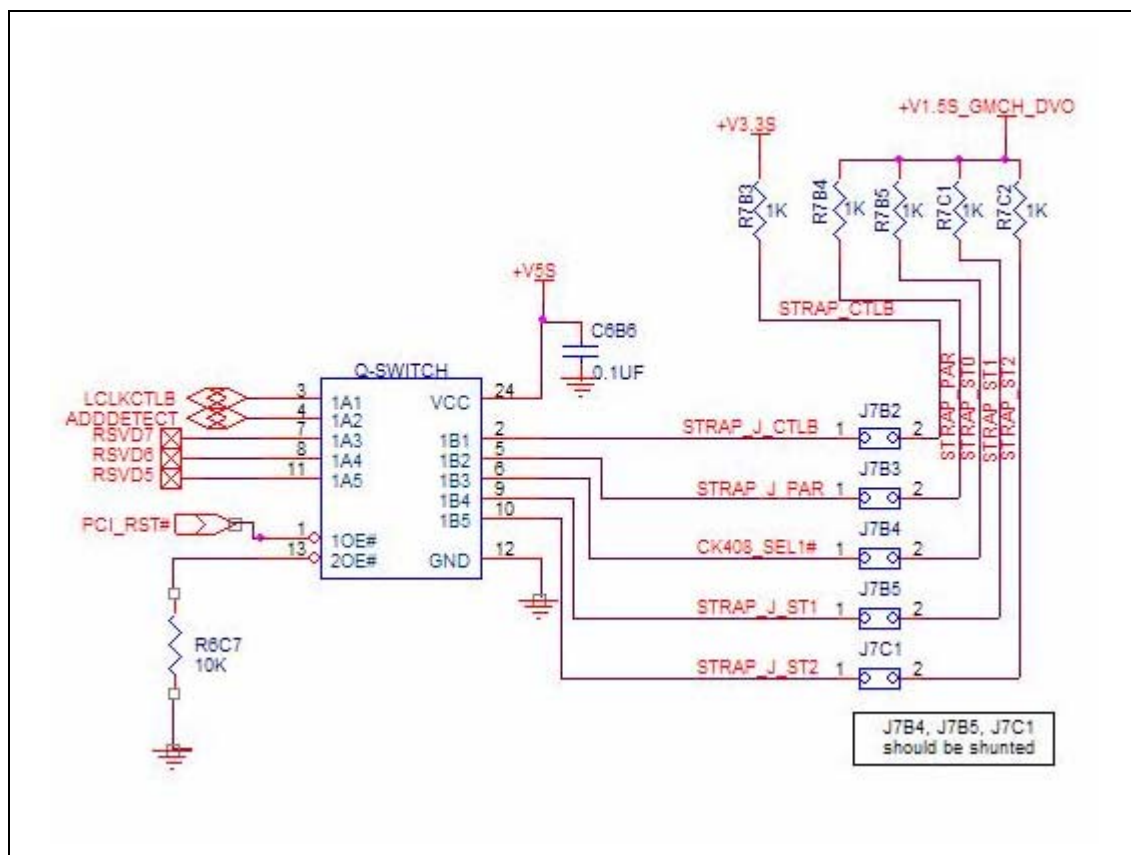 +V1.5S_GMCH_DVO
+V3.3S
R7B3
1K
R7B4
1K
R7B5
1K
R7C1
1K
R7C2
1K
+V5S
STRAP_CTLB
C6B6
0.1UF
Q-SWITCH
LCLKCTLB
3
1A1
VCC
24
ADDDETECT
4
1A2
RSVD7
7
1A3
1B1
2
STRAP_J_CTLB
1
J7B2
2
STRAP_PAR
STRAP_ST0
STRAP_ST1
STRAP_ST2
RSVD6
8
1A4
1B2
5
RSVD5
11
1A5
1B3
6
STRAP_J_PAR
1
J7B3
2
1B4
9
1B5
10
PCI_RST#
1
1OE#
13
2OE#
GND
12
CK408_SEL1#
1
J7B4
2
STRAP_J_ST1
1
J7B5
2
R6C7
10K
STRAP_J_ST2
1
J7C1
2
J7B4, J7B5, J7C1
should be shunted